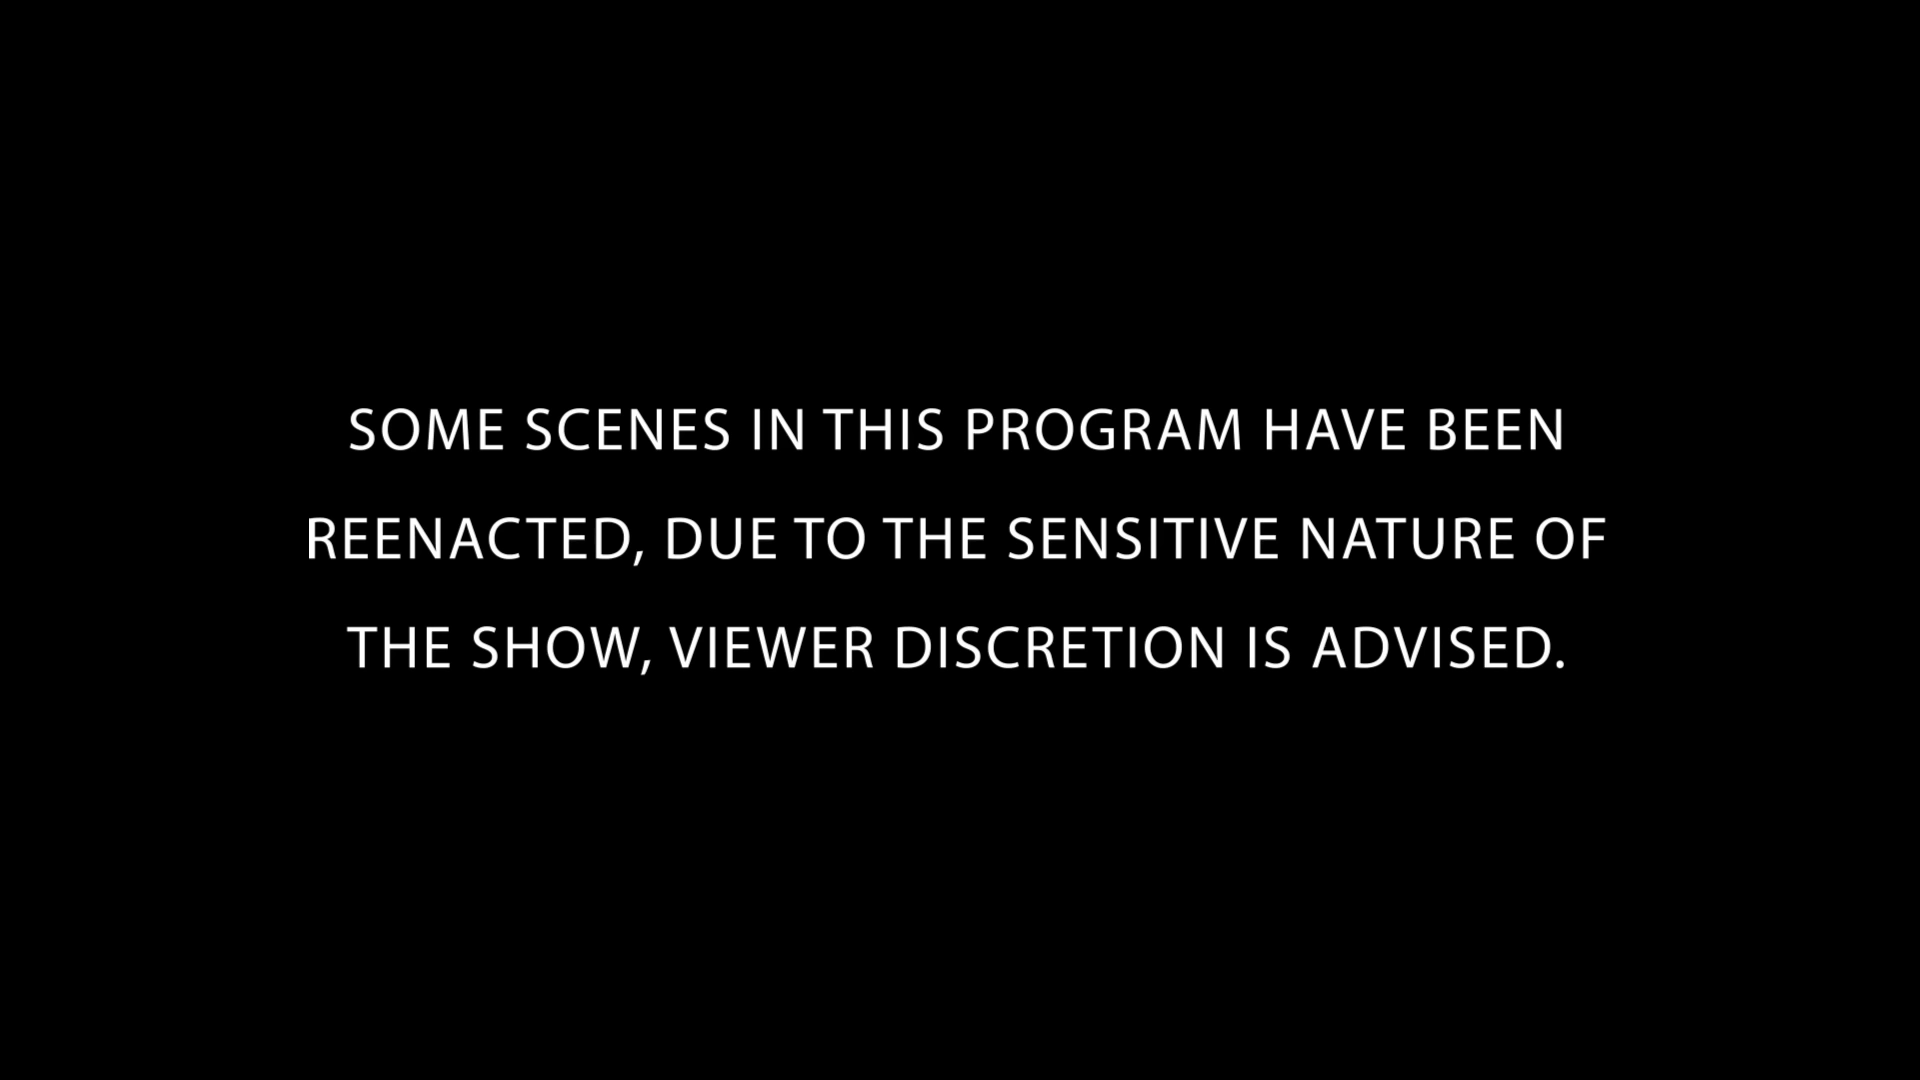 SOME SCENES IN THIS PROGRAM HAVE BEEN
REENACTED, DUE TO THE SENSITIVE NATURE OF
THE SHOW, VIEWER DISCRETION IS ADVISED.